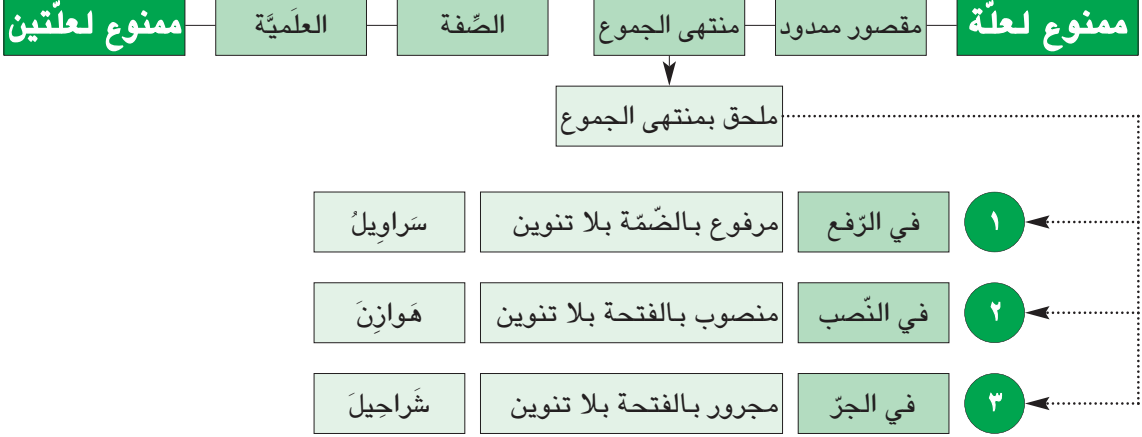 ممنوع لعلّة مقصور ممدود منتهى الجموع الصِّفة العلَميَّة ممنوع لعلّتين
ملحق بمنتهى الجموع
١ في الرّفع مرفوع بالضّمّة بلا تنوين سَراوِيلُ
٢ في النّصب منصوب بالفتحة بلا تنوين هَوازِنَ
٣ في الجرّ مجرور بالفتحة بلا تنوين شَراحِيلَ